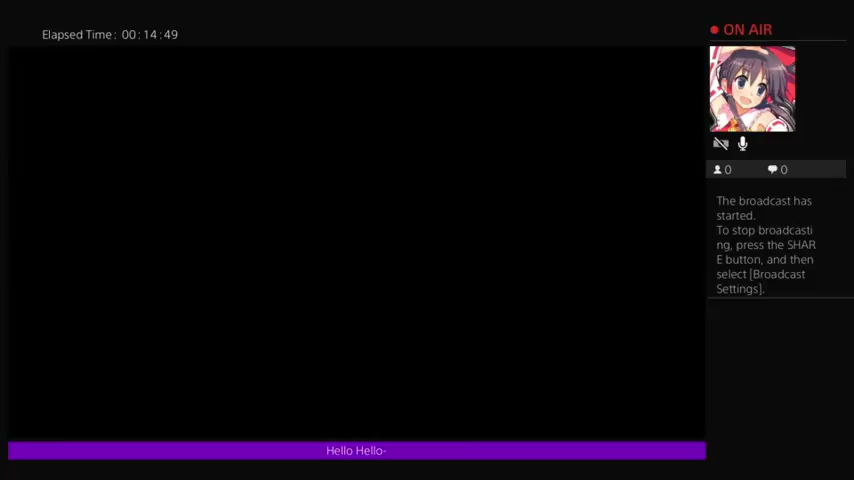 Elapsed Time: 00:14:49
ON AIR
0 0
The broadcast has
started.
To stop broadcasti
ng, press the SHAR
E button, and then
select [Broadcast
Settings].
Hello Hello-